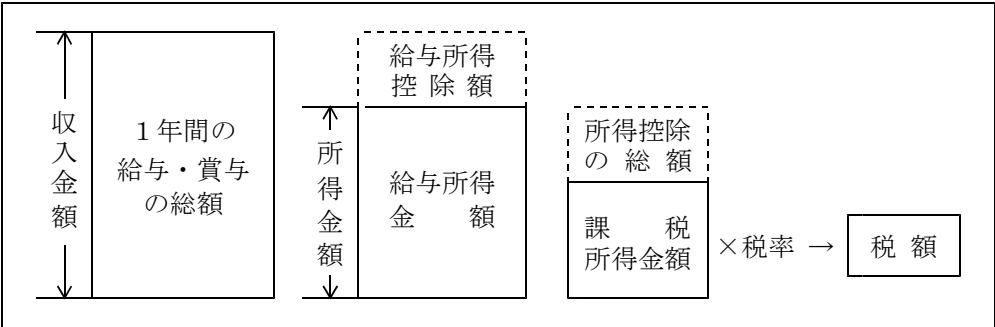 収入金額
１年間の
給与・賞与
の総額
所得金額
給与所得
控除額
給与所得
金額
所得控除
の総額
課税
所得金額
×税率 →
税額